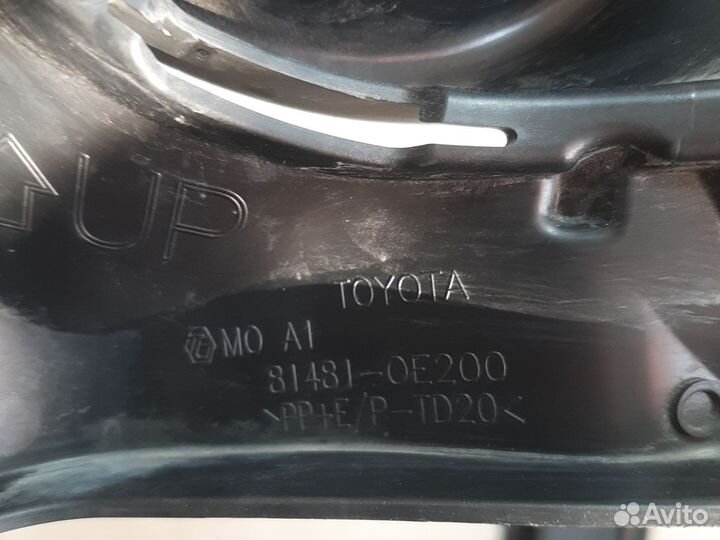 UP
TOYOTA
MO A1
81481-0E200
>PP+E/P-TD20<
Avito